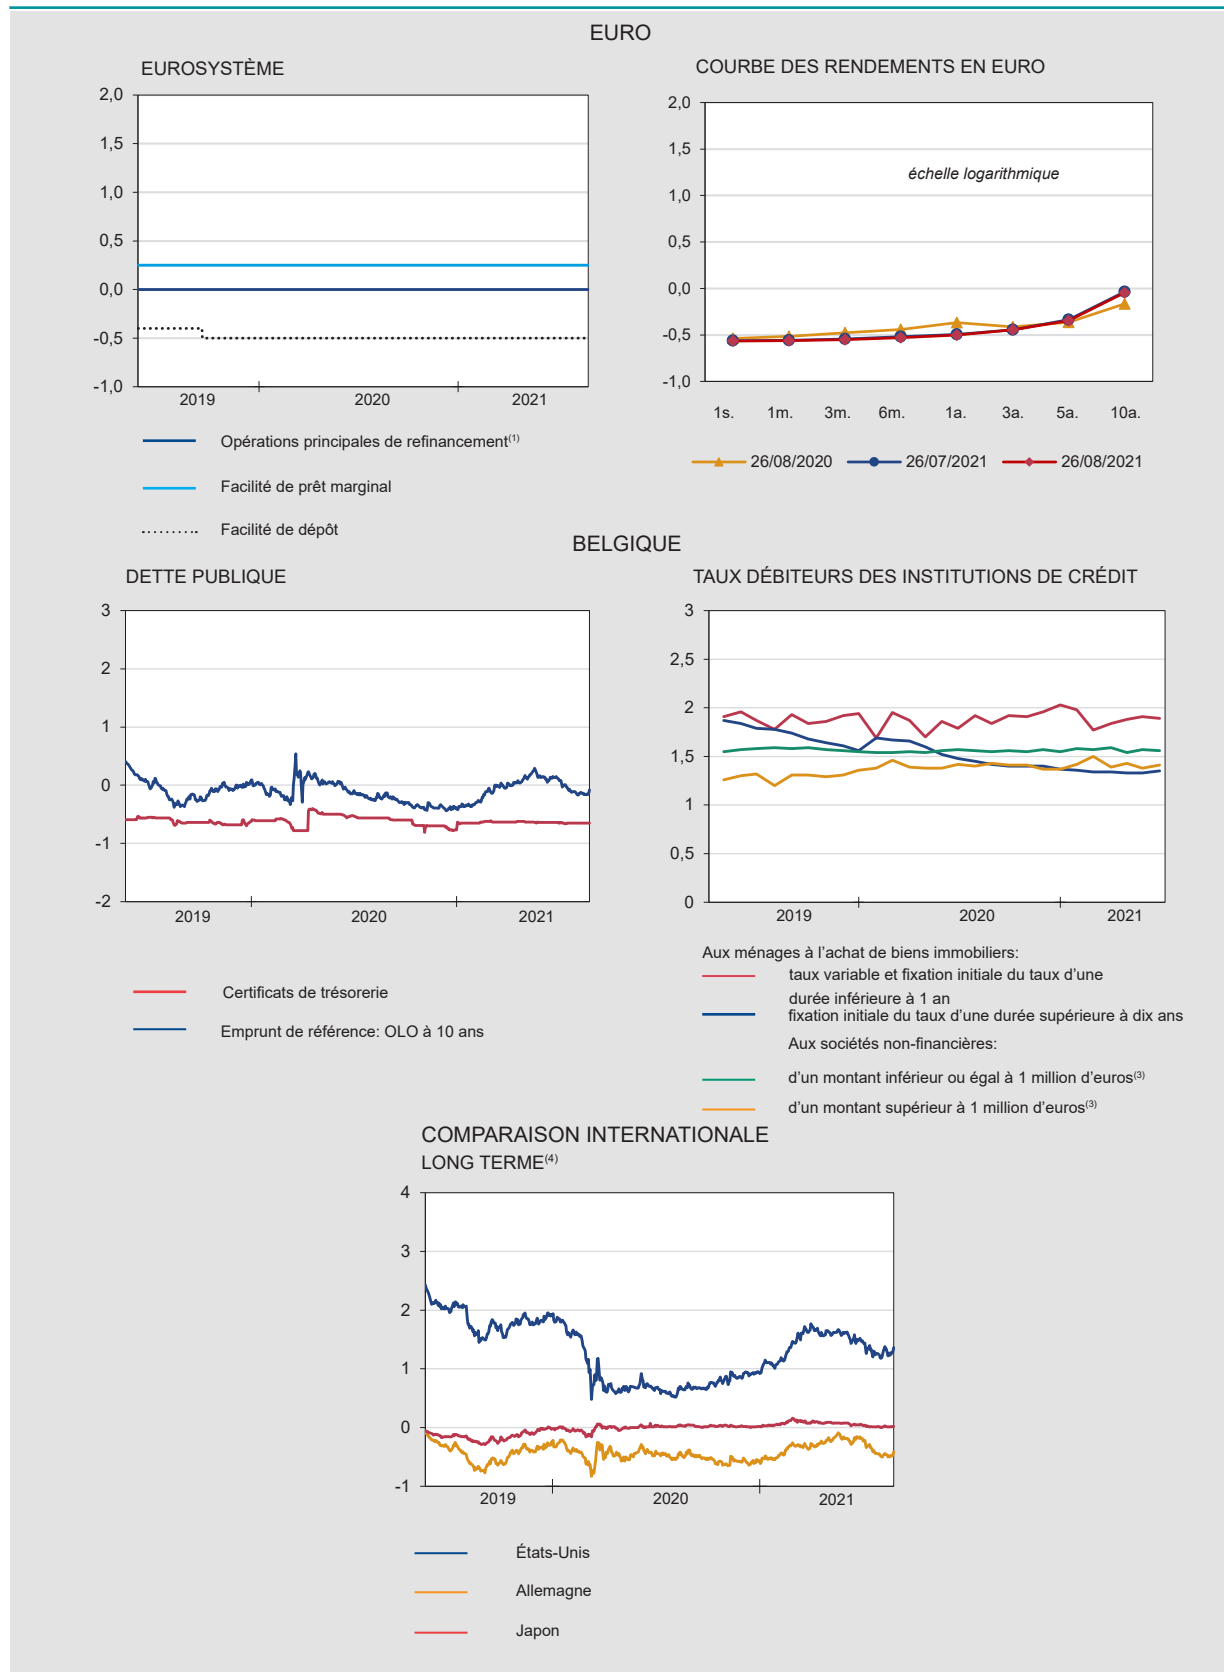 EURO
EUROSYSTÈME
2,0
1,5
1,0
0,5
0,0
-0,5
-1,0
2019
2020
2021
Opérations principales de refinancement(1)
Facilité de prêt marginal
Facilité de dépôt
COURBE DES RENDEMENTS EN EURO
2,0
1,5
1,0
0,5
0,0
-0,5
-1,0
échelle logarithmique
1s.
1m.
3m.
6m.
1a.
3a.
5a.
10a.
26/08/2020
26/07/2021
26/08/2021
BELGIQUE
DETTE PUBLIQUE
3
2
1
0
-1
-2
2019
2020
2021
Certificats de trésorerie
Emprunt de référence: OLO à 10 ans
TAUX DÉBITEURS DES INSTITUTIONS DE CRÉDIT
3
2,5
2
1,5
1
0,5
0
2019
2020
2021
Aux ménages à l’achat de biens immobiliers:
taux variable et fixation initiale du taux d’une
durée inférieure à 1 an
fixation initiale du taux d’une durée supérieure à dix ans
Aux sociétés non-financières:
d’un montant inférieur ou égal à 1 million d’euros(3)
d’un montant supérieur à 1 million d’euros(3)
COMPARAISON INTERNATIONALE
LONG TERME(4)
4
3
2
1
0
-1
2019
2020
2021
États-Unis
Allemagne
Japon